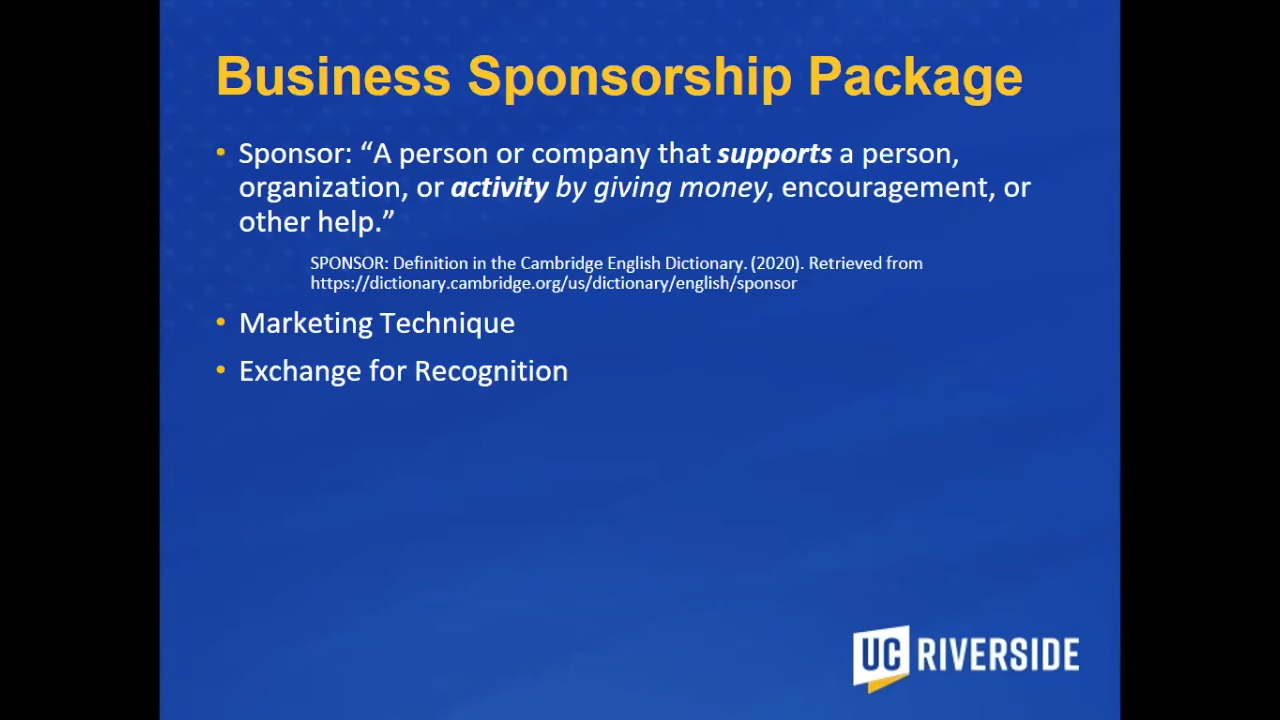 Business Sponsorship Package
• Sponsor: “A person or company that supports a person,
organization, or activity by giving money, encouragement, or
other help.”
SPONSOR: Definition in the Cambridge English Dictionary. (2020). Retrieved from
https://dictionary.cambridge.org/us/dictionary/english/sponsor
• Marketing Technique
• Exchange for Recognition
UC RIVERSIDE